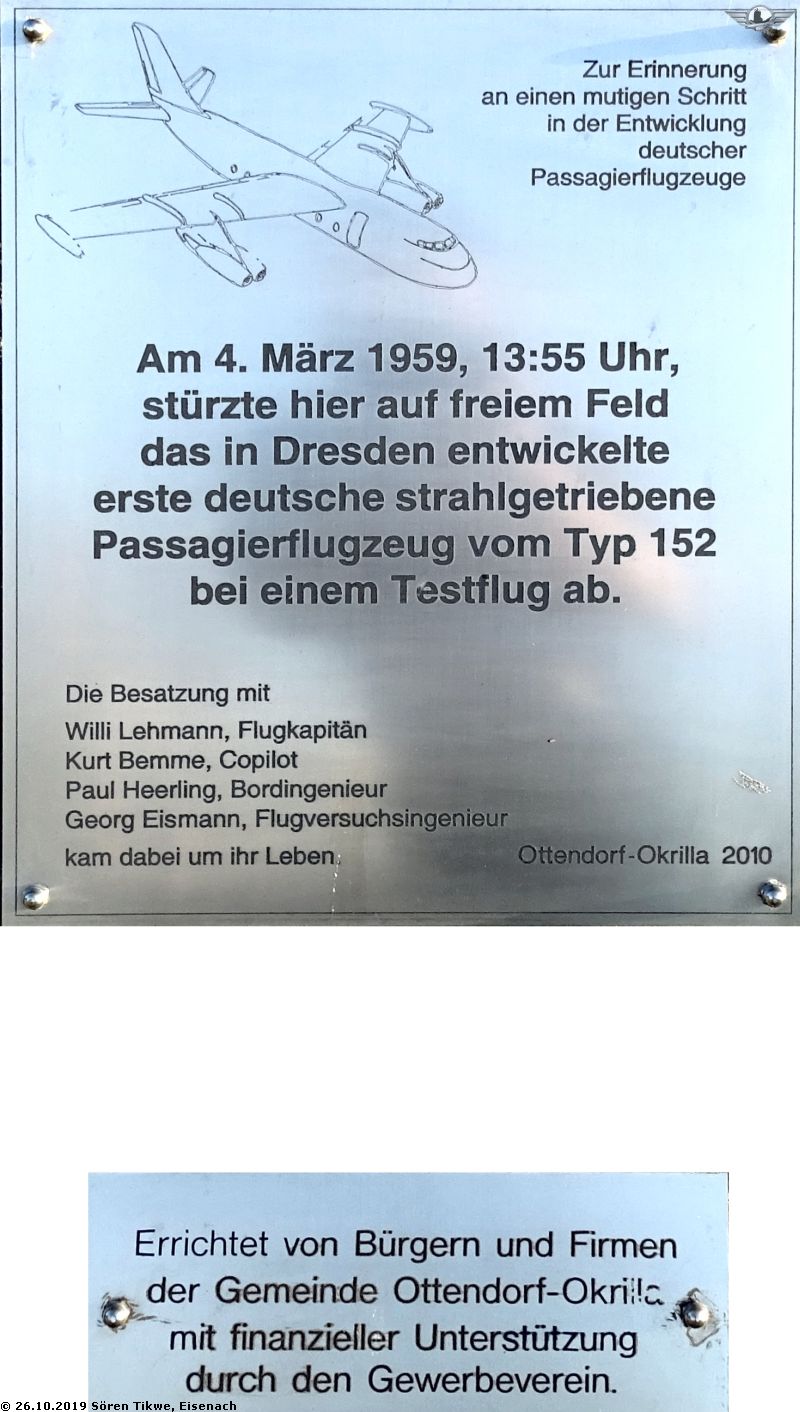 Zur Erinnerung
an einen mutigen Schritt
in der Entwicklung
deutscher
Passagierflugzeuge
Am 4. März 1959, 13:55 Uhr,
stürzte hier auf freiem Feld
das in Dresden entwickelte
erste deutsche strahlgetriebene
Passagierflugzeug vom Typ 152
bei einem Testflug ab.
Die Besatzung mit
Willi Lehmann, Flugkapitän
Kurt Bemme, Copilot
Paul Heerling, Bordingenieur
Georg Eismann, Flugversuchsingenieur
kam dabei um ihr Leben.
Ottendorf-Okrilla 2010
Errichtet von Bürgern und Firmen
der Gemeinde Ottendorf-Okrilla
mit finanzieller Unterstützung
durch den Gewerbeverein.
© 26.10.2019 Sören Tikwe, Eisenach